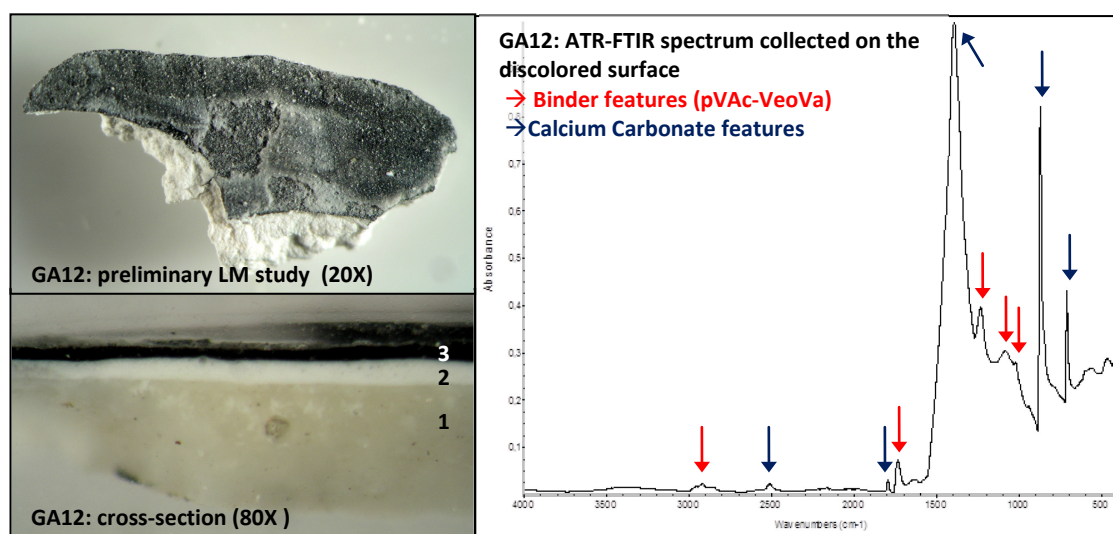 GA12: preliminary LM study (20X)
3
2
1
GA12: cross-section (80X )
GA12: ATR-FTIR spectrum collected on the
discolored surface
→ Binder features (pVAc-VeoVa)
→Calcium Carbonate features
0,8
0,7
0,6
0,5
0,4
0,3
0,2
0,1
Absorbance
4000 3500 3000 2500 2000 1500 1000 500
Wavenumbers (cm-1)